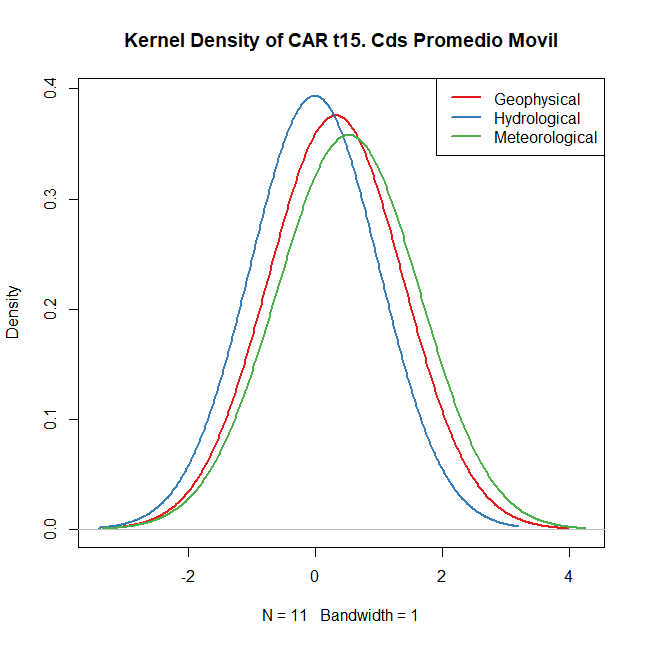 Kernel Density of CAR t15. Cds Promedio Movil
Geophysical
Hydrological
Meteorological
Density
0.4
0.3
0.2
0.1
0.0
-2 0 2 4
N = 11 Bandwidth = 1